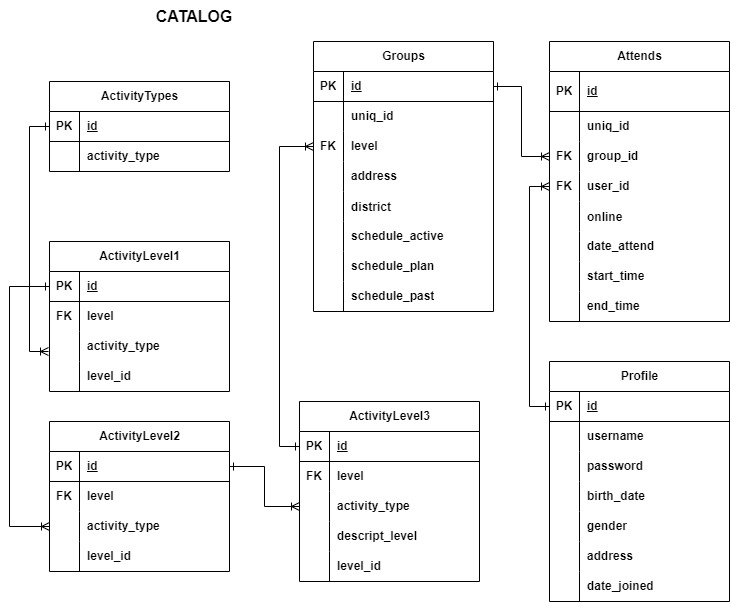 CATALOG
ActivityTypes
PK id
activity_type
ActivityLevel1
PK id
FK level
activity_type
level_id
ActivityLevel2
PK id
FK level
activity_type
level_id
Groups
PK id
uniq_id
FK level
address
district
schedule_active
schedule_plan
schedule_past
ActivityLevel3
PK id
FK level
activity_type
descript_level
level_id
Attends
PK id
uniq_id
FK group_id
FK user_id
online
date_attend
start_time
end_time
Profile
PK id
username
password
birth_date
gender
address
date_joined